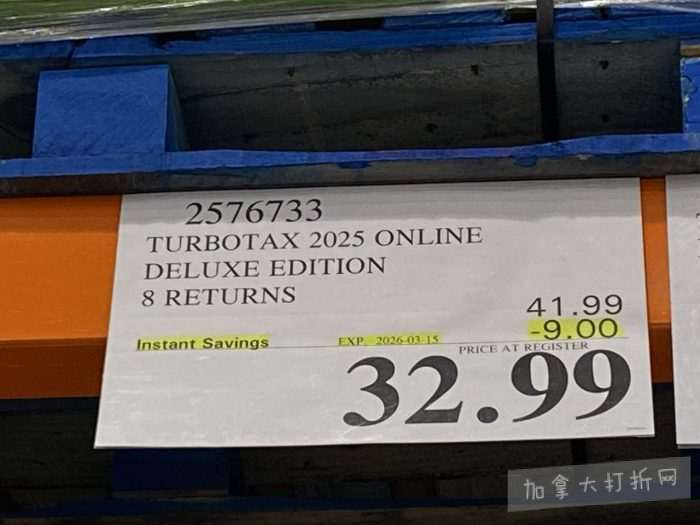 2576733
TURBOTAX 2025 ONLINE
DELUXE EDITION
8 RETURNS
41.99
Instant Savings EXP. 2026-03-15 -9.00
PRICE AT REGISTER
32.99
加拿大打折网